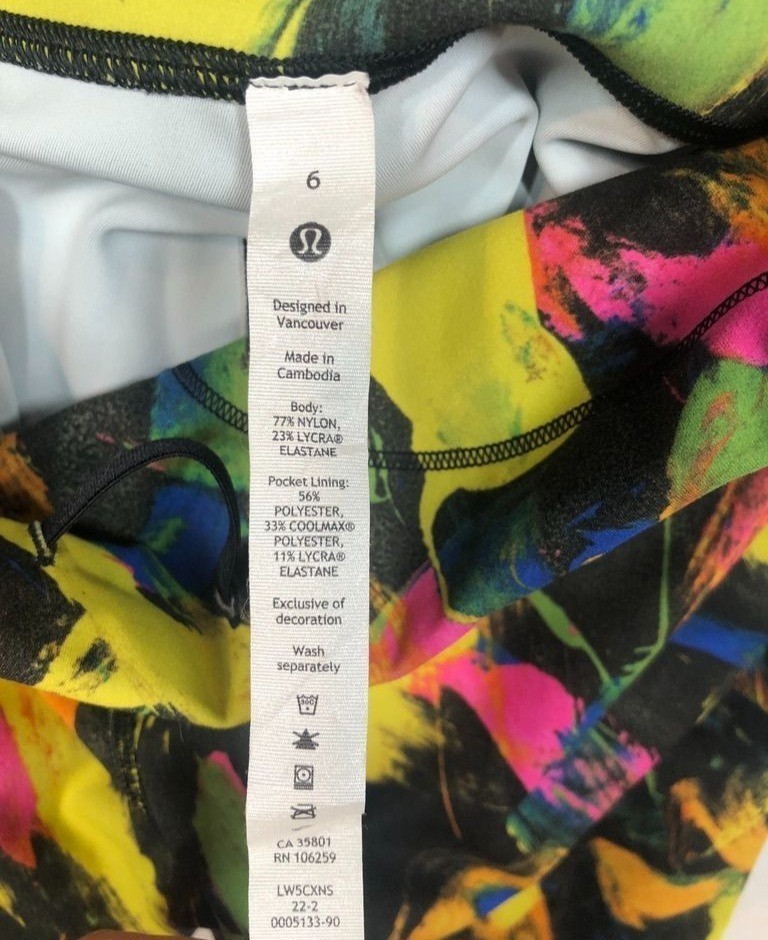 6
Designed in
Vancouver
Made in
Cambodia
Body:
77% NYLON,
23% LYCRA®
ELASTANE
Pocket Lining:
56%
POLYESTER,
33% COOLMAX®
POLYESTER,
11% LYCRA®
ELASTANE
Exclusive of
decoration
Wash
separately
CA 35801
RN 106259
LW5CXNS
22-2
0005133-90